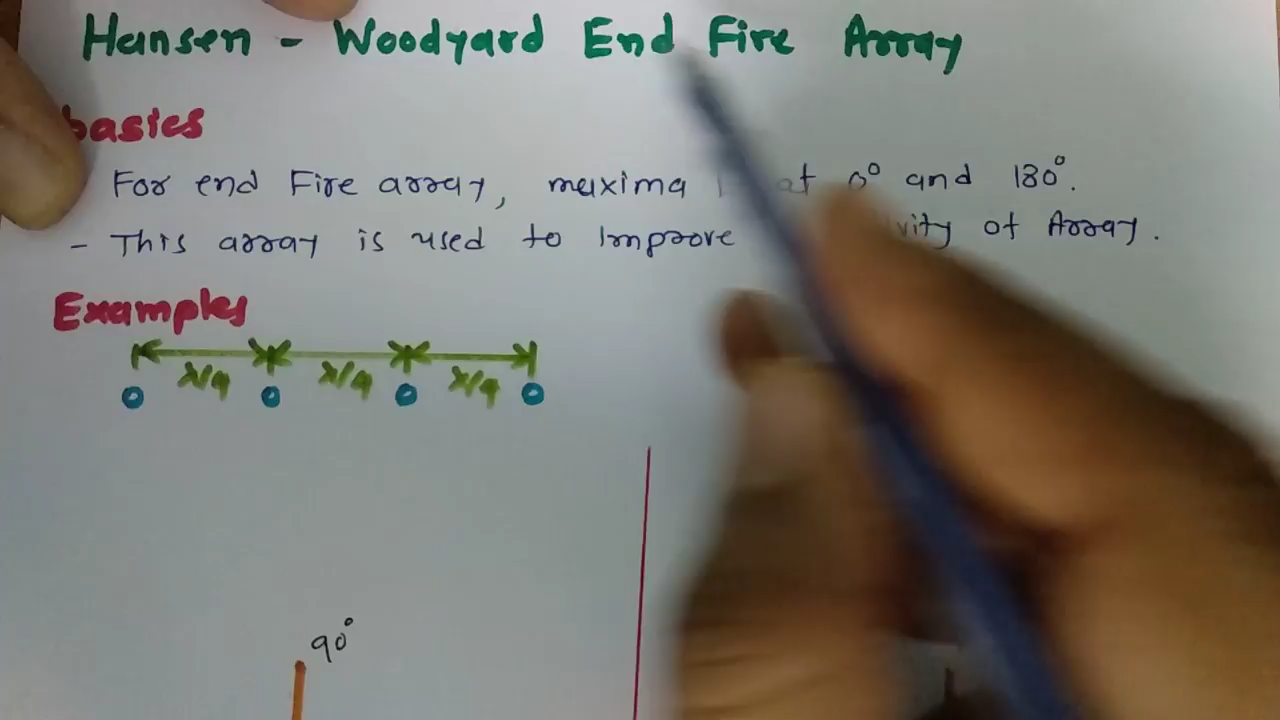 Hansen - Woodyard End Fire Array
basics
For end Fire array, maxima at 0° and 180°.
- This array is used to Improve of Array.
Examples
λ/4 λ/4 λ/4
90°